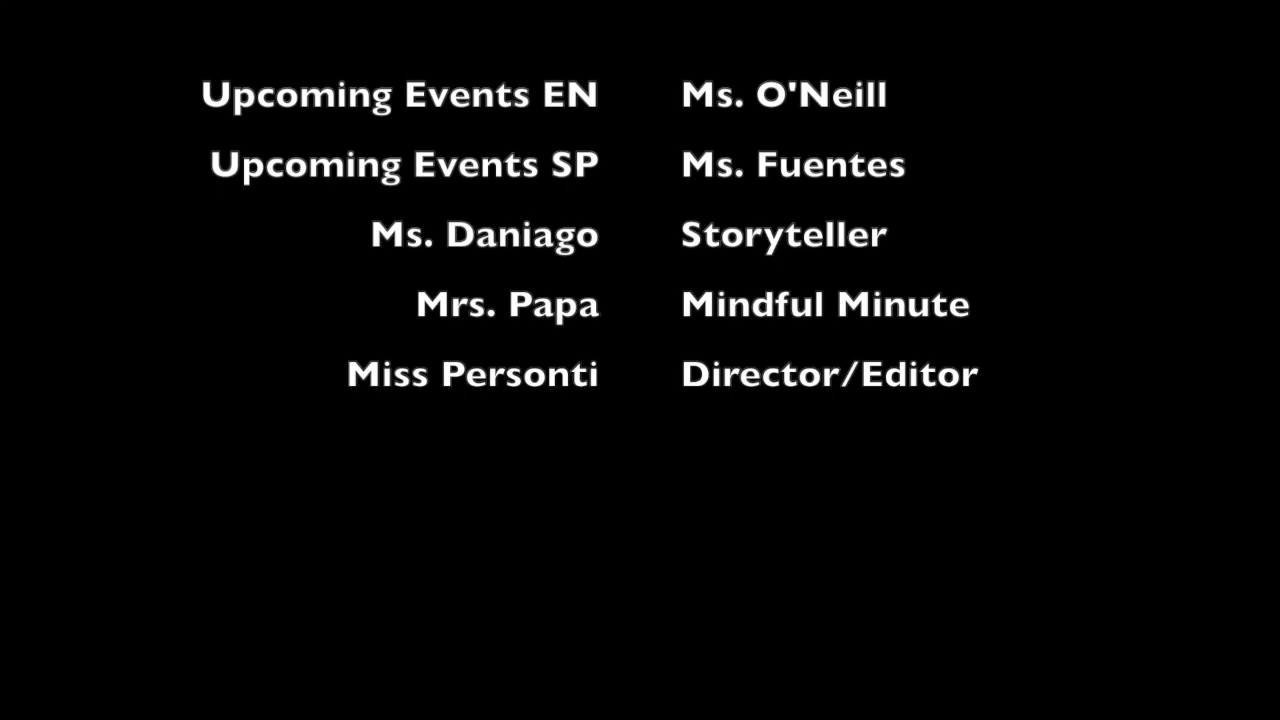 Upcoming Events EN Ms. O'Neill
Upcoming Events SP Ms. Fuentes
Ms. Daniago Storyteller
Mrs. Papa Mindful Minute
Miss Personti Director/Editor